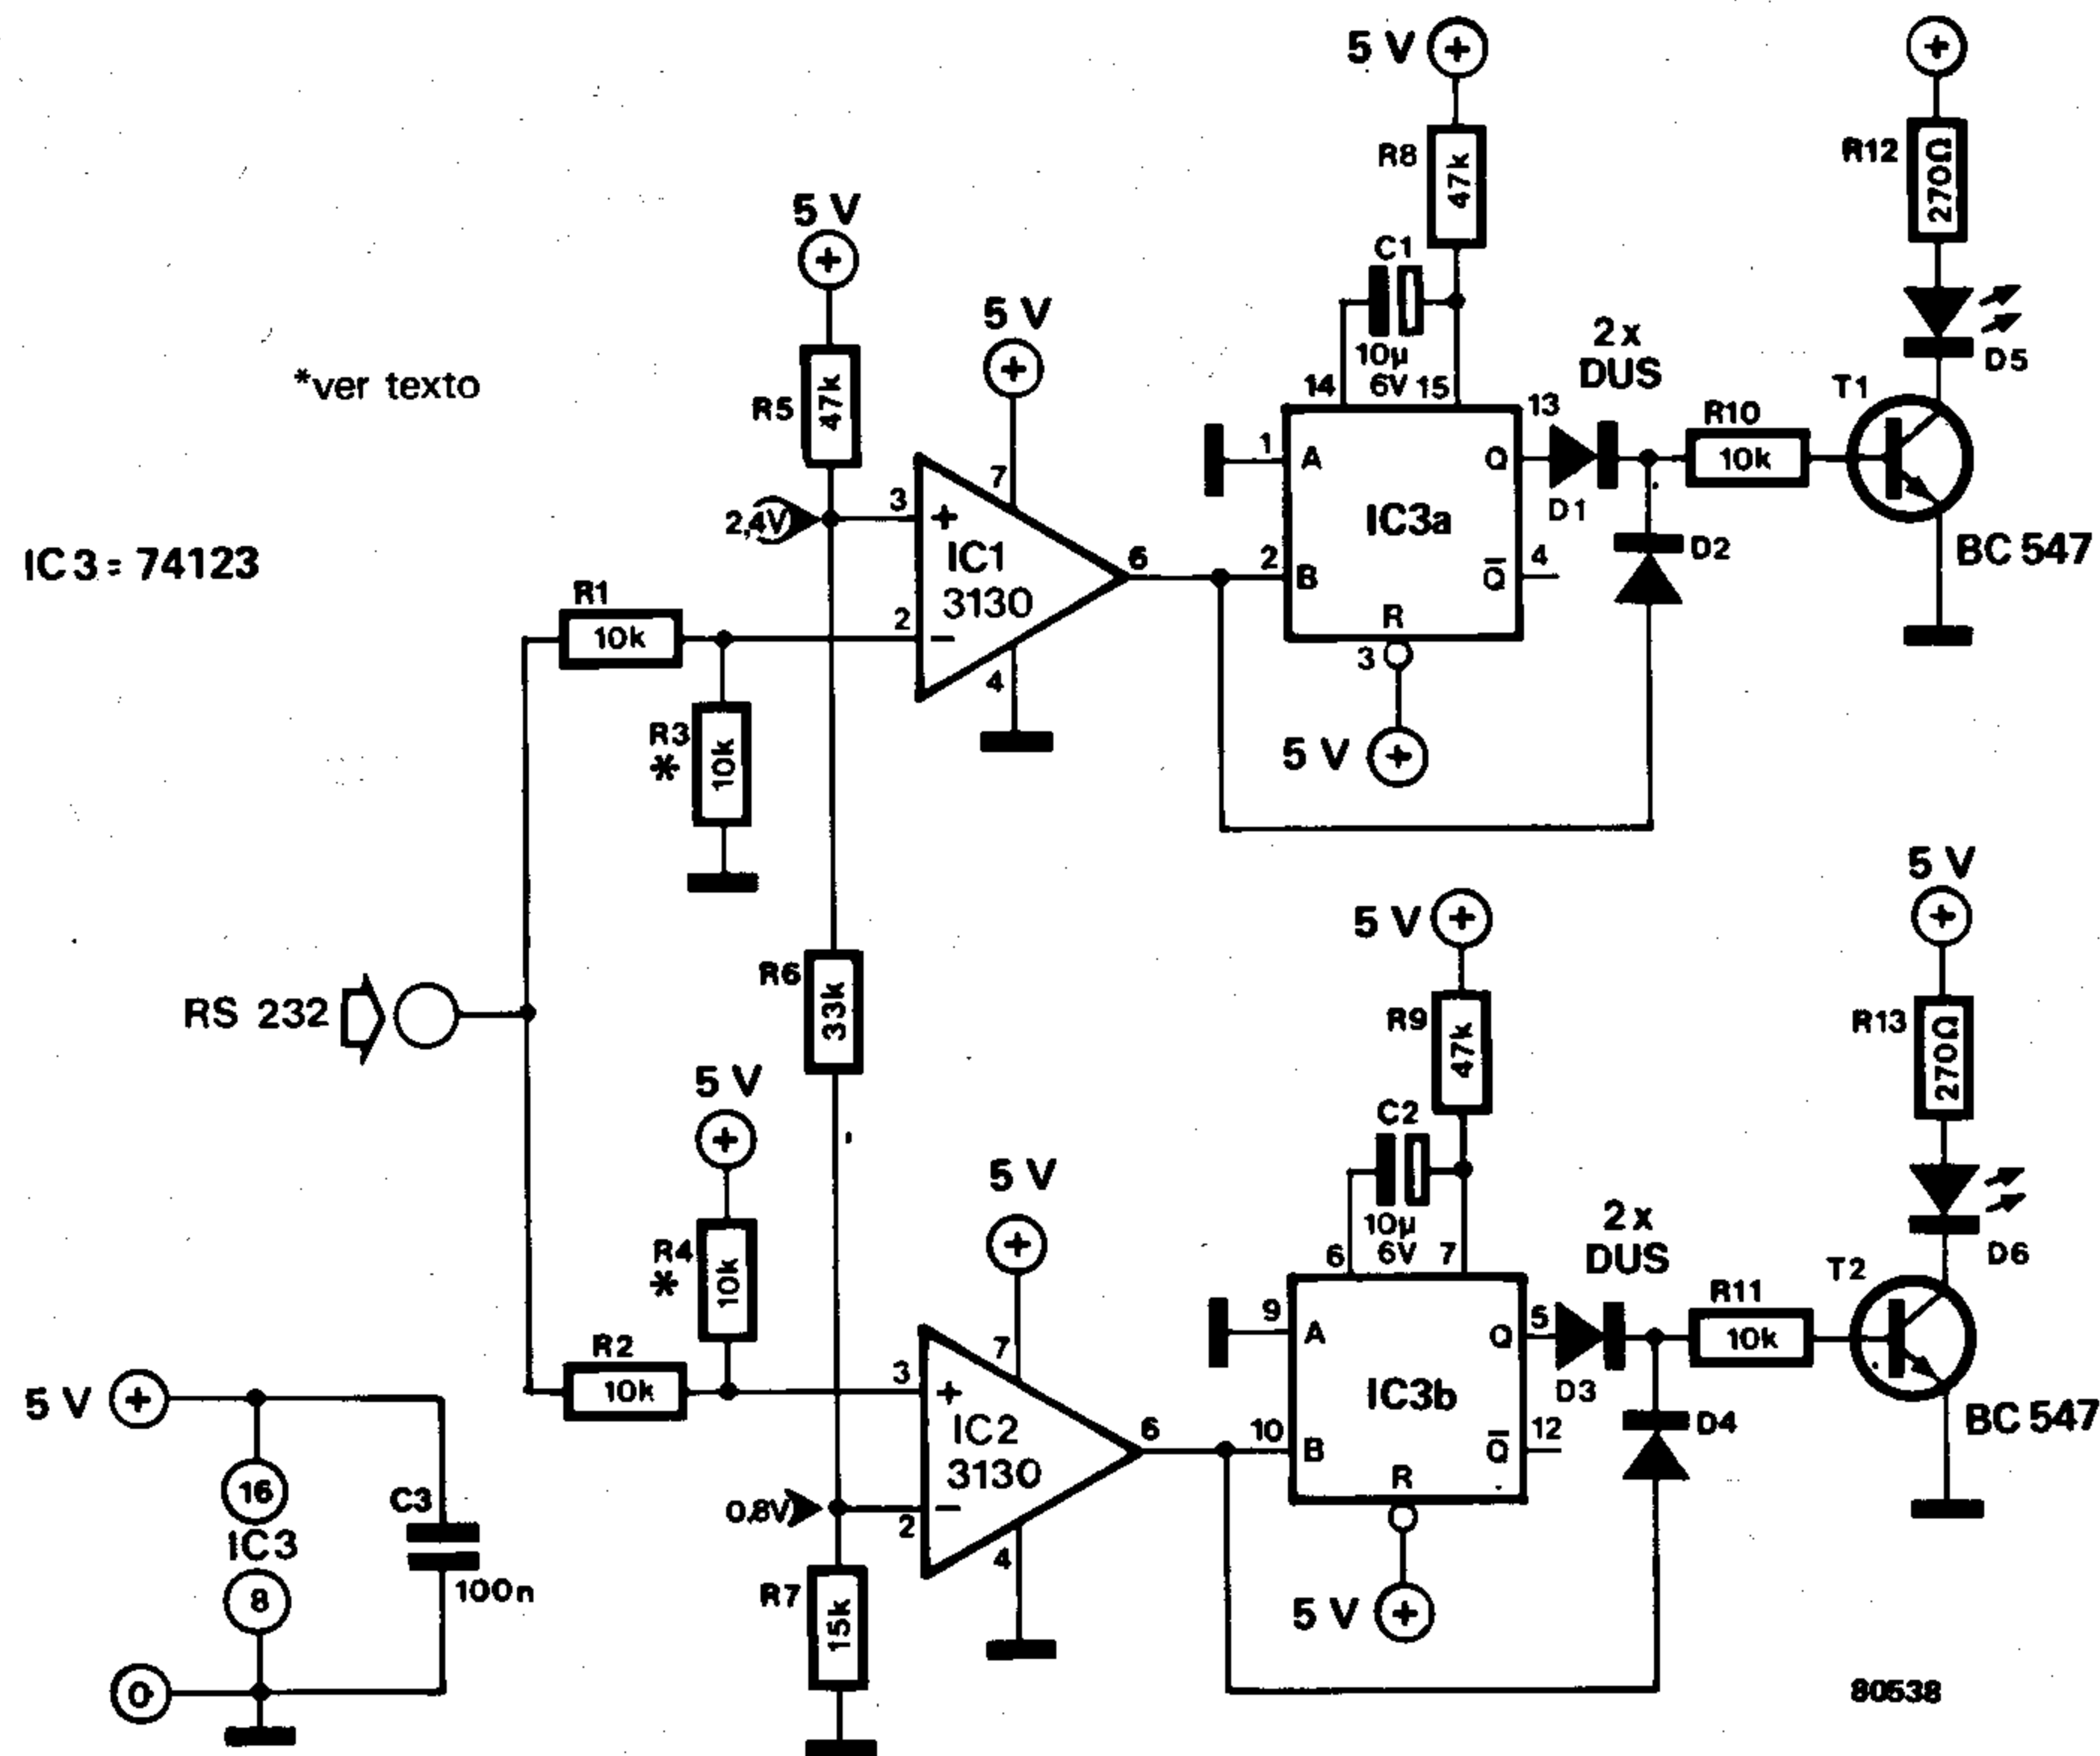 5 V
R8
47k
C1
10µ
6V
14
15
R12
270Ω
D5
5 V
5 V
*ver texto
R5
47k
2,4V
3
+
7
IC1
3130
2
−
4
6
1
A
2
B
IC3a
Q
13
Q̄
4
R
3
5 V
2x
DUS
D1
D2
R10
10k
T1
BC 547
IC3 = 74123
R1
10k
R3
*
10k
RS 232
R6
33k
5 V
R4
*
10k
R2
10k
5 V
3
+
7
IC2
3130
0,8V
2
−
4
6
R7
15k
5 V
R9
47k
C2
10µ
6V
6
7
9
A
10
B
IC3b
Q
5
Q̄
12
R
5 V
2x
DUS
D3
D4
R11
10k
5 V
R13
270Ω
D6
T2
BC 547
5 V
16
IC3
8
C3
100n
0
80538